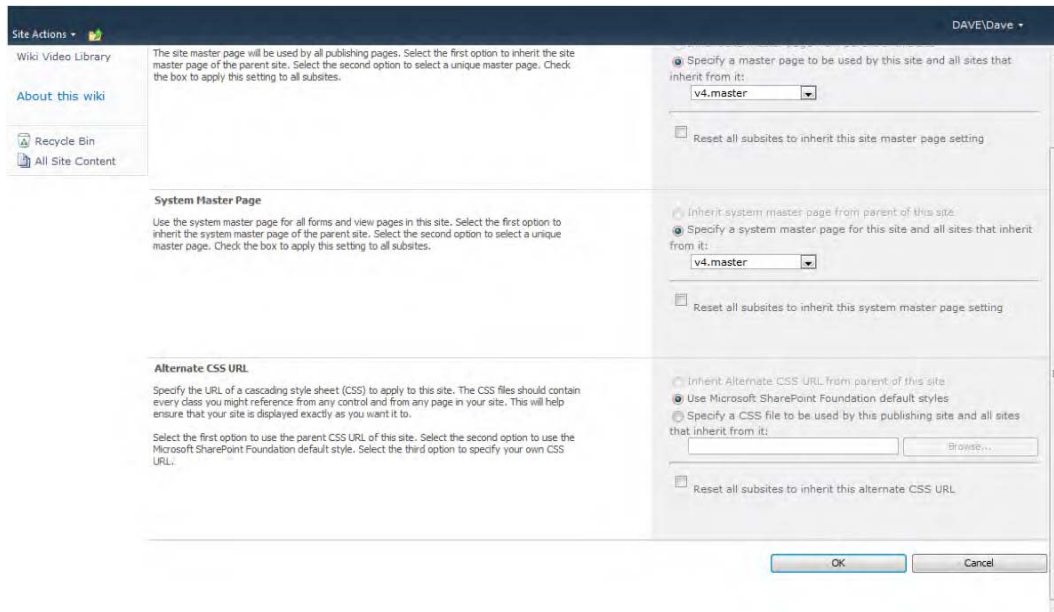 DAVE\Dave
Site Actions
Wiki Video Library
About this wiki
Recycle Bin
All Site Content
The site master page will be used by all publishing pages. Select the first option to inherit the site
master page of the parent site. Select the second option to select a unique master page. Check
the box to apply this setting to all subsites.
Specify a master page to be used by this site and all sites that
inherit from it:
v4.master
Reset all subsites to inherit this site master page setting
System Master Page
Use the system master page for all forms and view pages in this site. Select the first option to
inherit the system master page of the parent site. Select the second option to select a unique
master page. Check the box to apply this setting to all subsites.
Inherit system master page from parent of this site
Specify a system master page for this site and all sites that inherit
from it:
v4.master
Reset all subsites to inherit this system master page setting
Alternate CSS URL
Specify the URL of a cascading style sheet (CSS) to apply to this site. The CSS files should contain
every class you might reference from any control and from any page in your site. This will help
ensure that your site is displayed exactly as you want it to.
Select the first option to use the parent CSS URL of this site. Select the second option to use the
Microsoft SharePoint Foundation default style. Select the third option to specify your own CSS
URL.
Inherit Alternate CSS URL from parent of this site
Use Microsoft SharePoint Foundation default styles
Specify a CSS file to be used by this publishing site and all sites
that inherit from it:
Browse...
Reset all subsites to inherit this alternate CSS URL
OK
Cancel